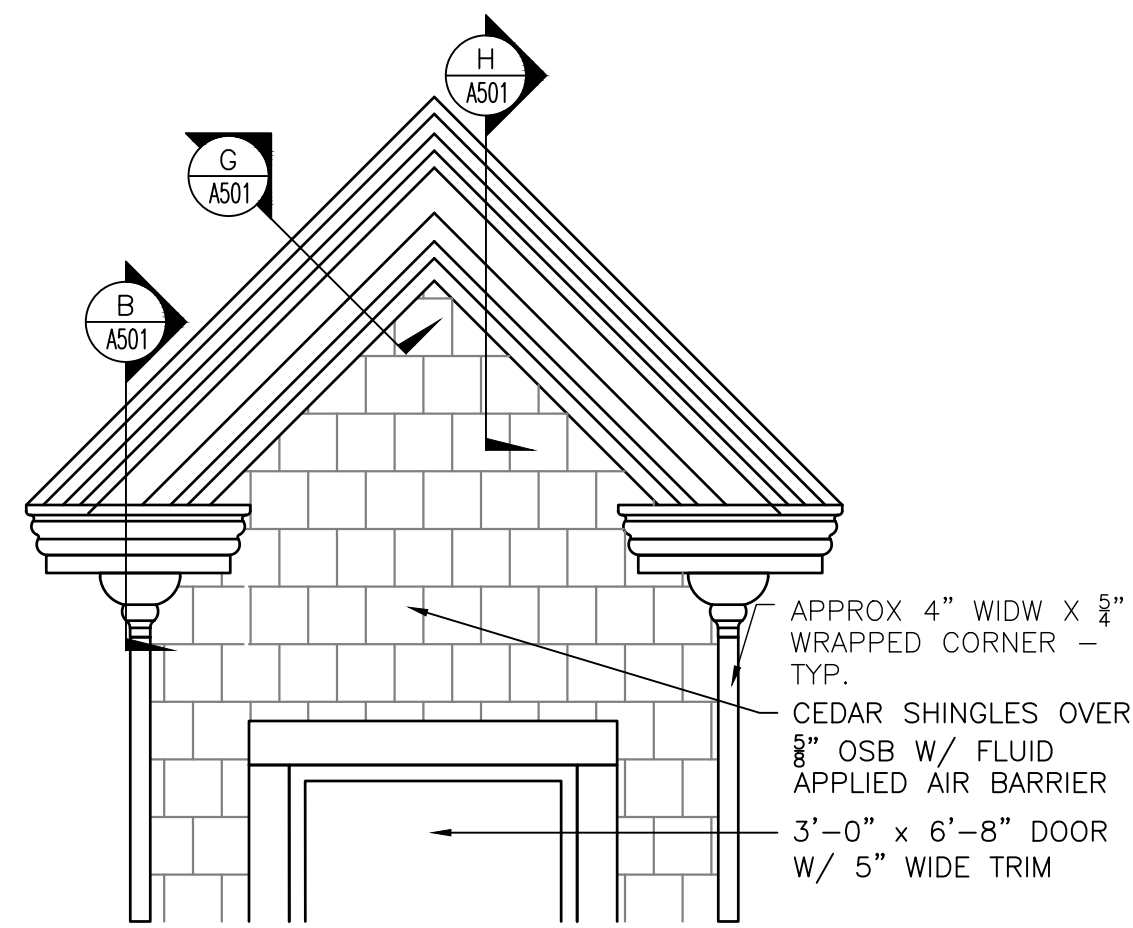 H
A501
G
A501
B
A501
APPROX 4” WIDW X 5/4”
WRAPPED CORNER –
TYP.
CEDAR SHINGLES OVER
5/8” OSB W/ FLUID
APPLIED AIR BARRIER
3’–0” x 6’–8” DOOR
W/ 5” WIDE TRIM